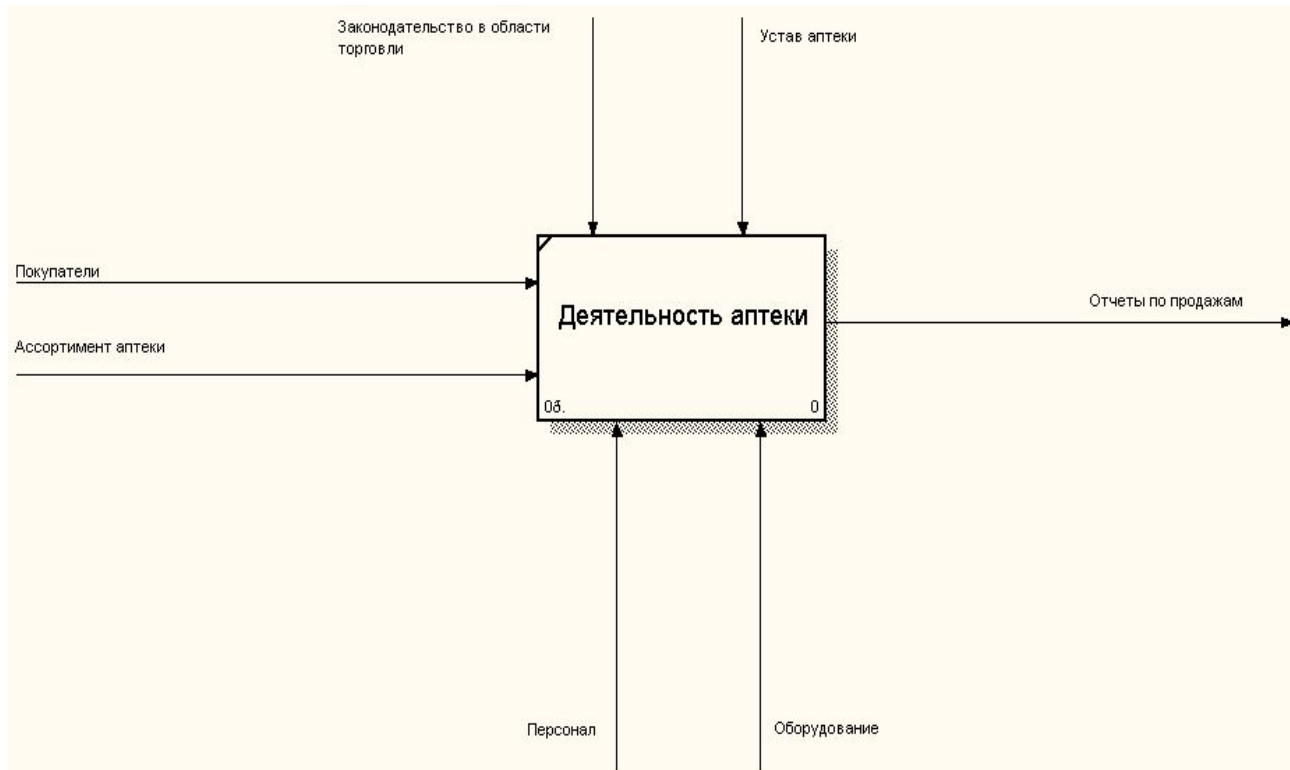 Законодательство в области
торговли
Устав аптеки
Покупатели
Ассортимент аптеки
Деятельность аптеки
0б.
0
Отчеты по продажам
Персонал
Оборудование